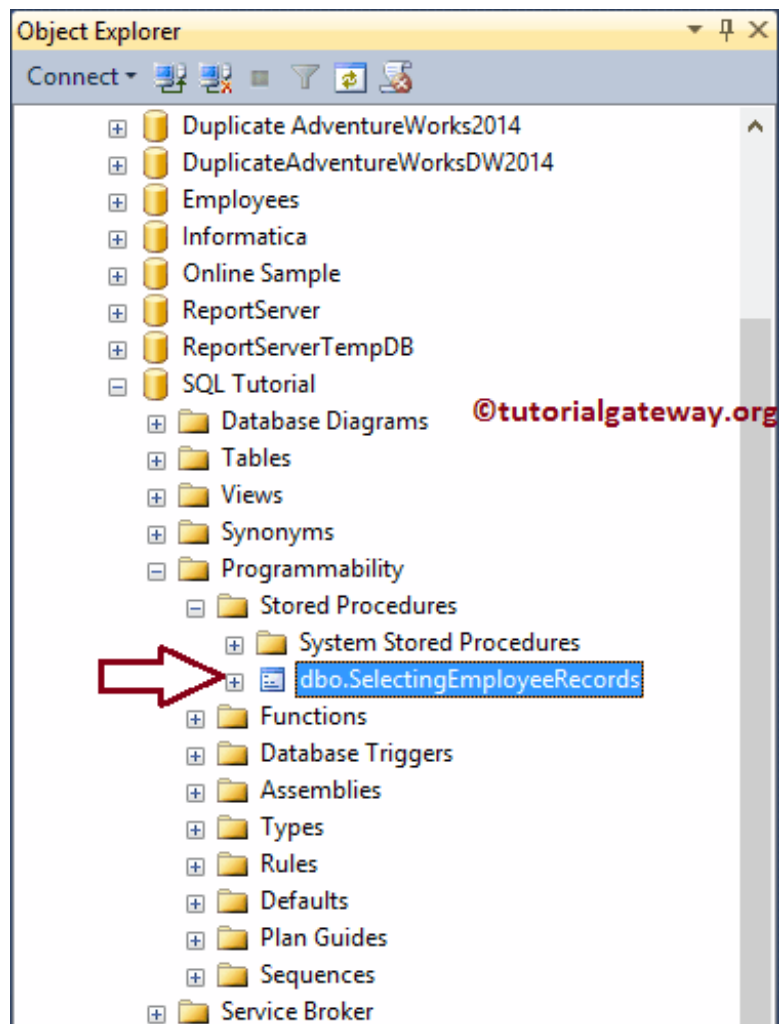 Object Explorer
Connect
Duplicate AdventureWorks2014
DuplicateAdventureWorksDW2014
Employees
Informatica
Online Sample
ReportServer
ReportServerTempDB
SQL Tutorial
©tutorialgateway.org
Database Diagrams
Tables
Views
Synonyms
Programmability
Stored Procedures
System Stored Procedures
dbo.SelectingEmployeeRecords
Functions
Database Triggers
Assemblies
Types
Rules
Defaults
Plan Guides
Sequences
Service Broker